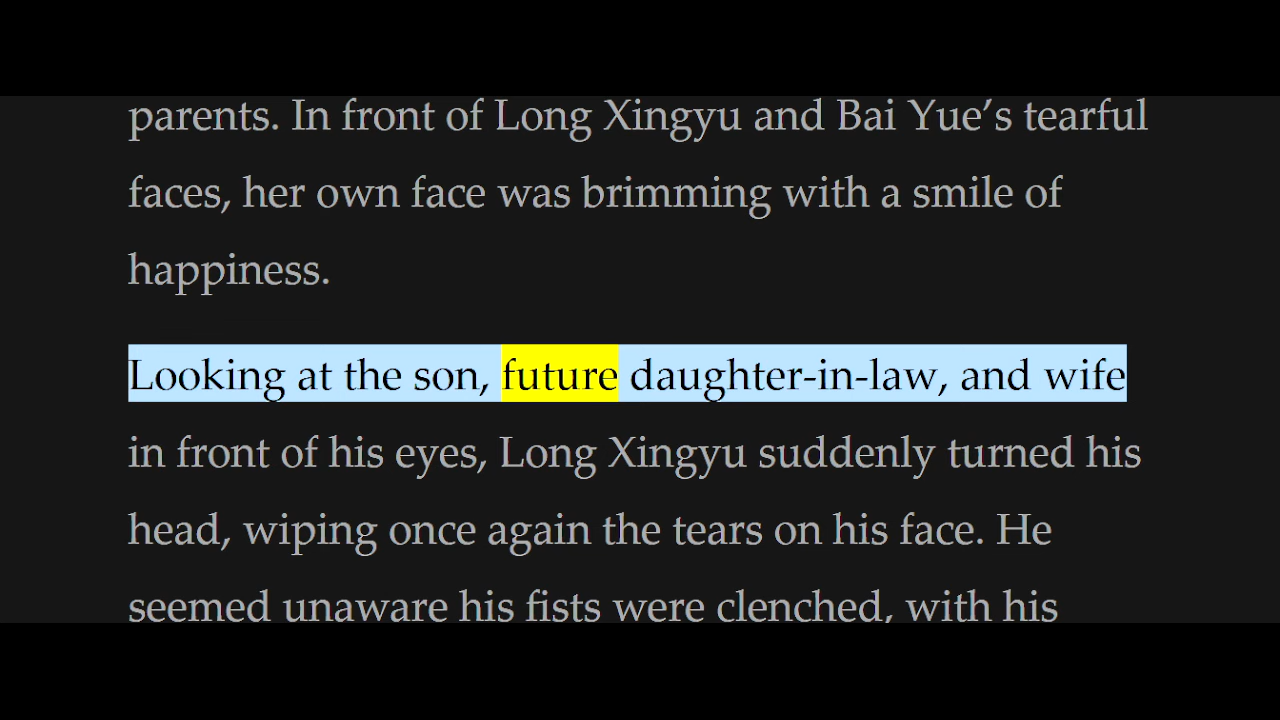 parents. In front of Long Xingyu and Bai Yue’s tearful
faces, her own face was brimming with a smile of
happiness.
Looking at the son, future daughter-in-law, and wife
in front of his eyes, Long Xingyu suddenly turned his
head, wiping once again the tears on his face. He
seemed unaware his fists were clenched, with his